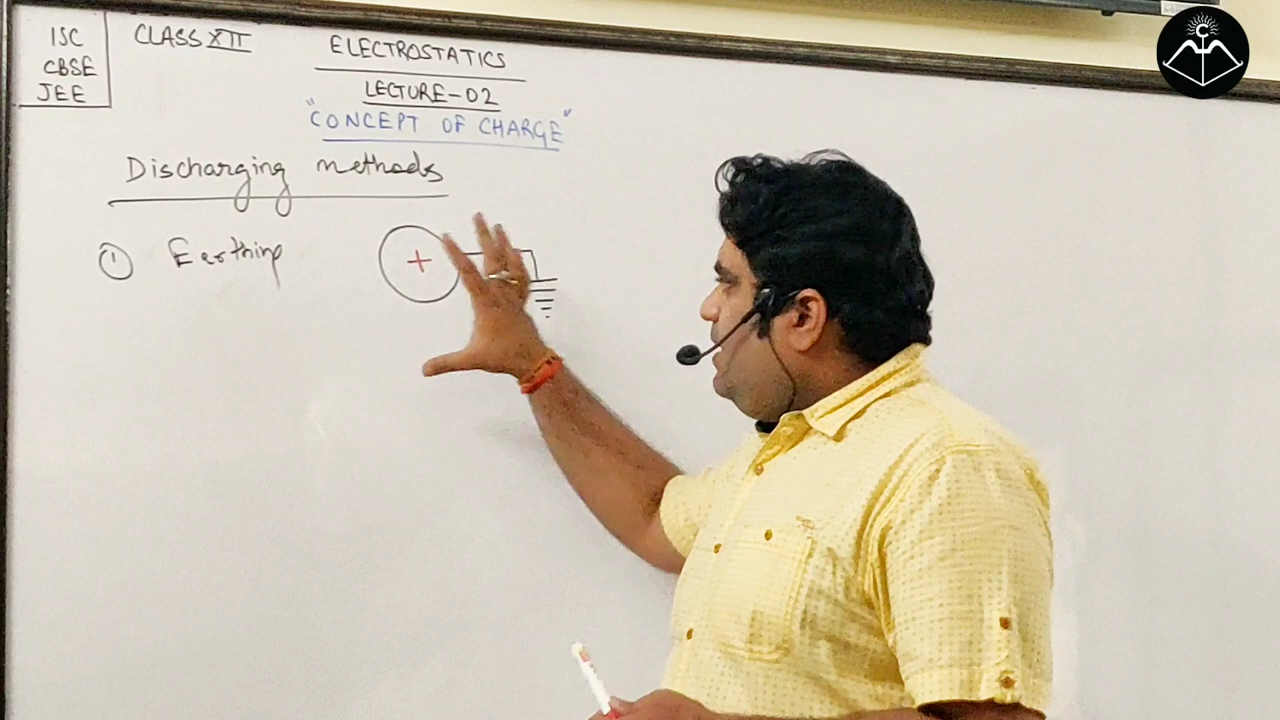 ISC
CBSE
JEE
CLASS XII
ELECTROSTATICS
LECTURE-02
"CONCEPT OF CHARGE"
Discharging methods
① Earthing
+
C